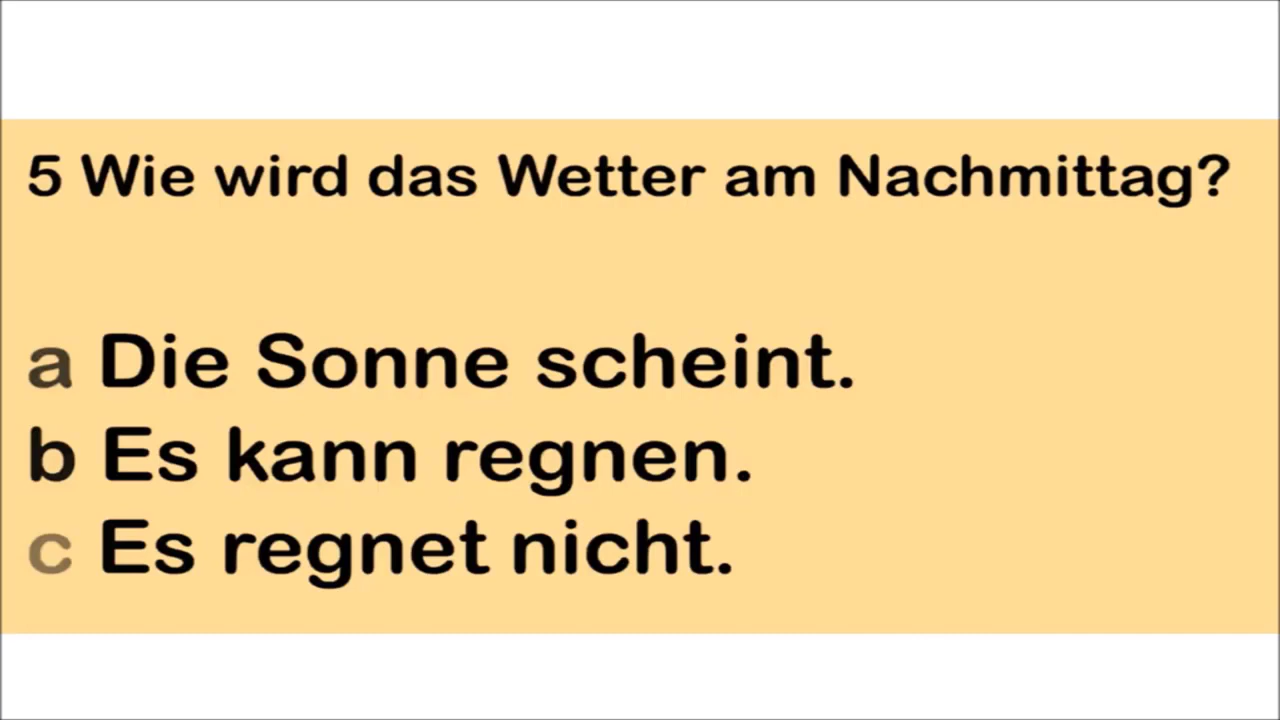 5 Wie wird das Wetter am Nachmittag?
a Die Sonne scheint.
b Es kann regnen.
c Es regnet nicht.